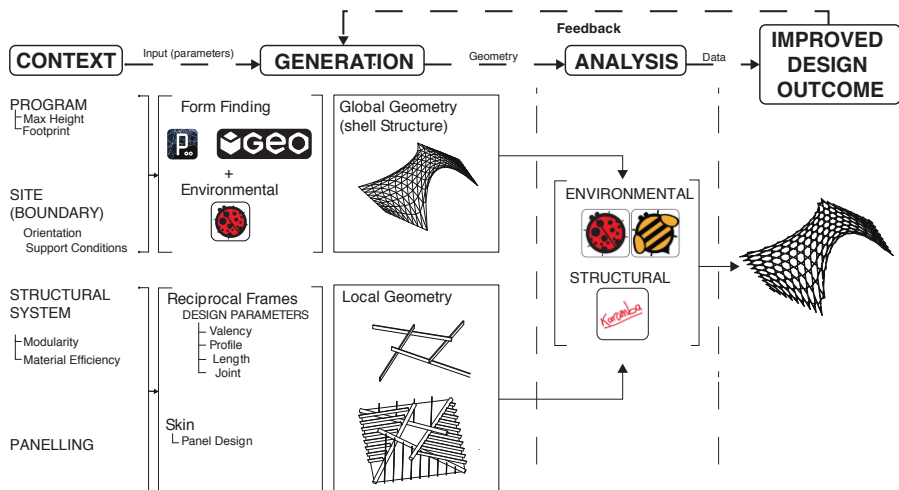 Feedback
CONTEXT
Input (parameters)
GENERATION
Geometry
ANALYSIS
Data
IMPROVED
DESIGN
OUTCOME
PROGRAM
Max Height
Footprint
SITE
(BOUNDARY)
Orientation
Support Conditions
STRUCTURAL
SYSTEM
Modularity
Material Efficiency
PANELLING
Form Finding
P
GEO
+
Environmental
Reciprocal Frames
DESIGN PARAMETERS
Valency
Profile
Length
Joint
Skin
Panel Design
Global Geometry
(shell Structure)
Local Geometry
ENVIRONMENTAL
STRUCTURAL
Karamba